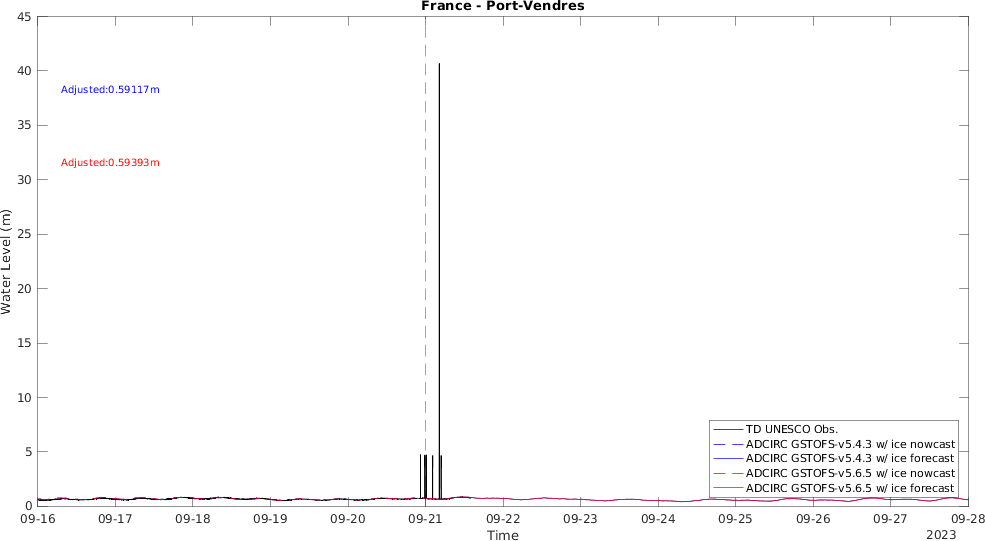 France - Port-Vendres
45
40
35
30
25
20
15
10
5
0
Water Level (m)
Adjusted:0.59117m
Adjusted:0.59393m
TD UNESCO Obs.
ADCIRC GSTOFS-v5.4.3 w/ ice nowcast
ADCIRC GSTOFS-v5.4.3 w/ ice forecast
ADCIRC GSTOFS-v5.6.5 w/ ice nowcast
ADCIRC GSTOFS-v5.6.5 w/ ice forecast
09-16 09-17 09-18 09-19 09-20 09-21 09-22 09-23 09-24 09-25 09-26 09-27 09-28
Time
2023